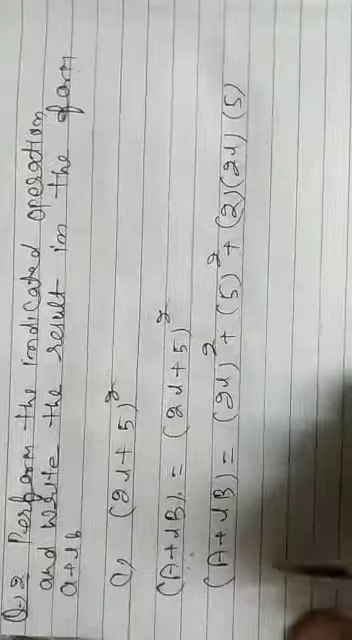 Q.2 Perform the indicated operation
and write the result in the form
a+ib
(2i+5)²
(A+iB) = (2i+5)²
(A+iB) = (2i)² + (5)² + (2)(2i)(5)